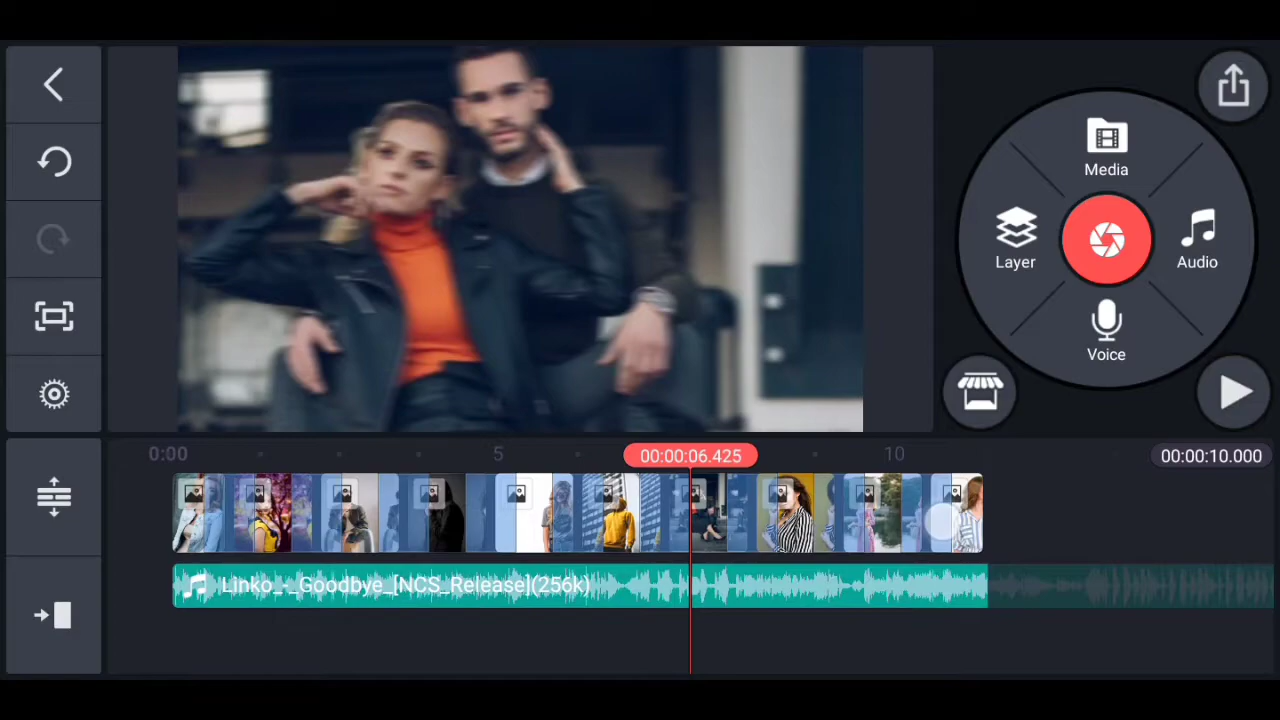 Media
Layer
Audio
Voice
0:00
5
00:00:06.425
10
00:00:10.000
Linko_-_Goodbye_[NCS_Release](256k)